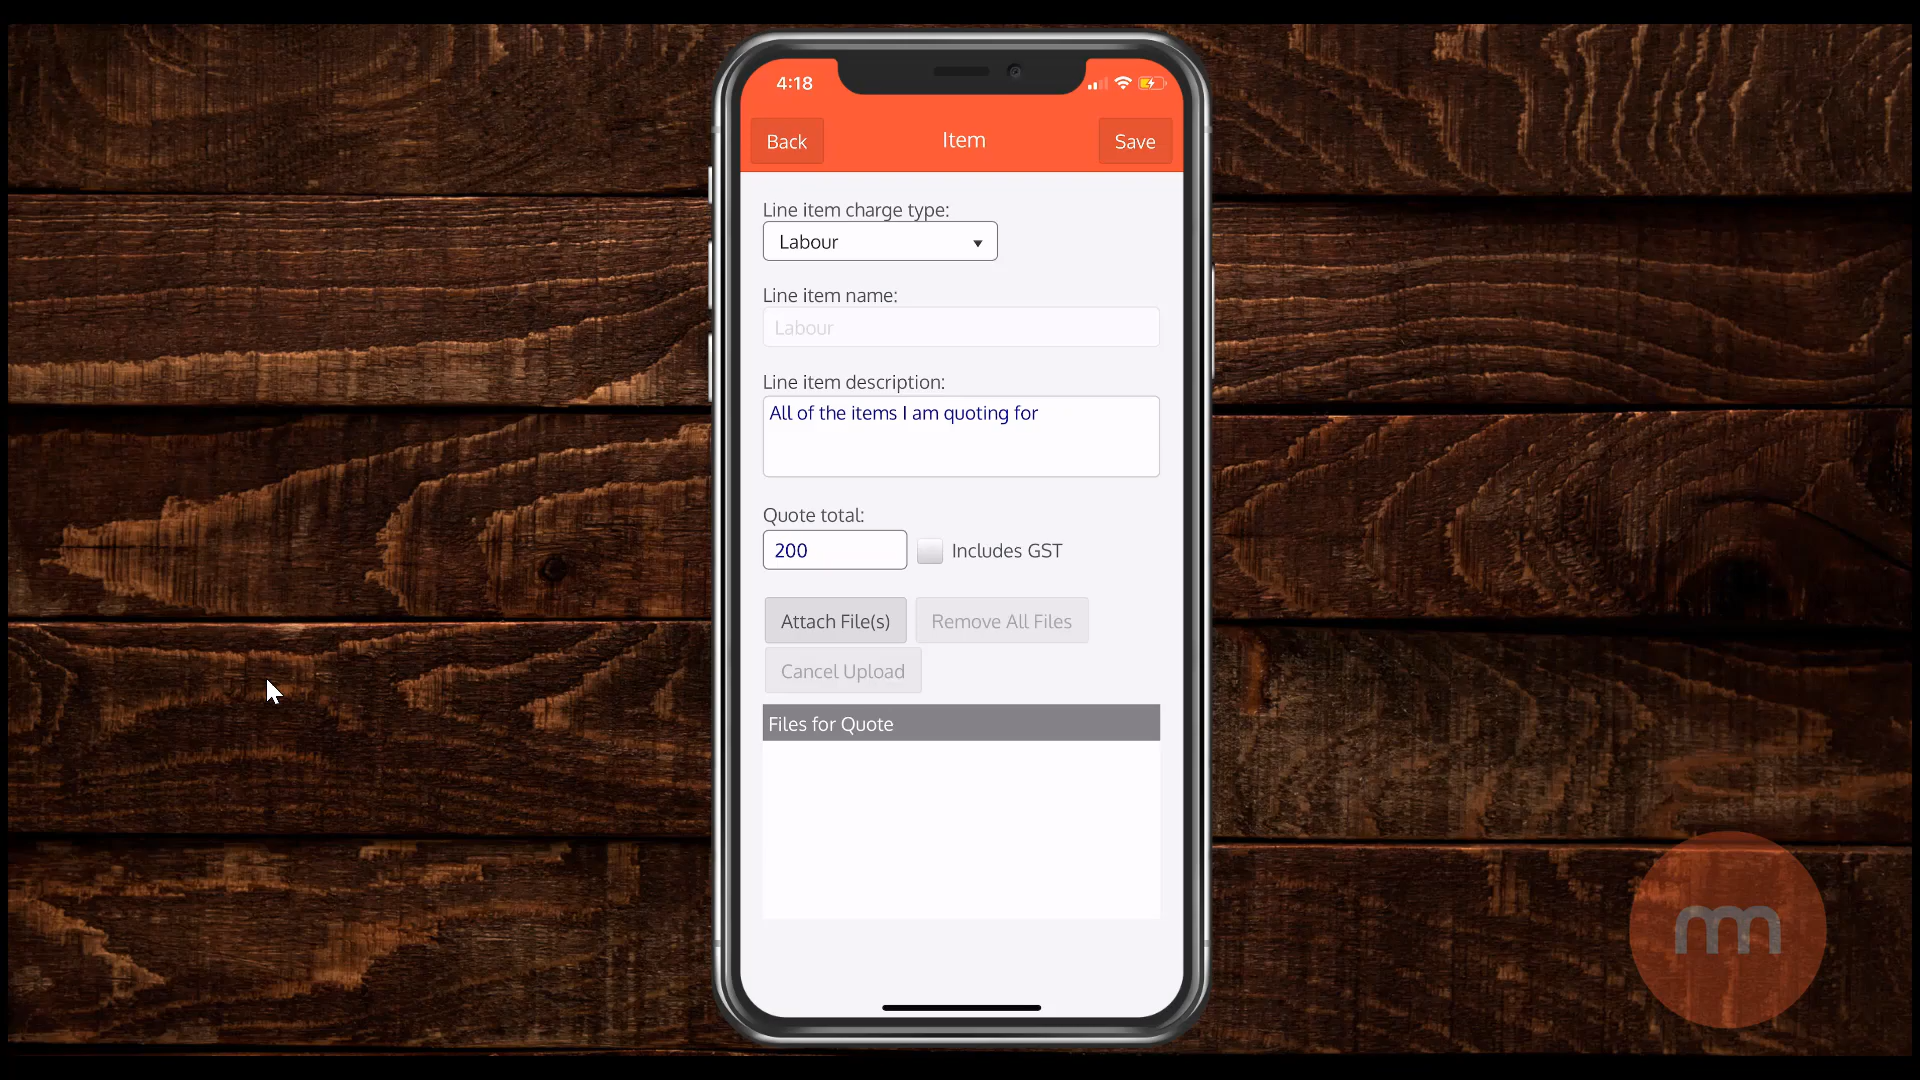 4:18
Back
Item
Save
Line item charge type:
Labour
Line item name:
Labour
Line item description:
All of the items I am quoting for
Quote total:
200
Includes GST
Attach File(s)
Remove All Files
Cancel Upload
Files for Quote